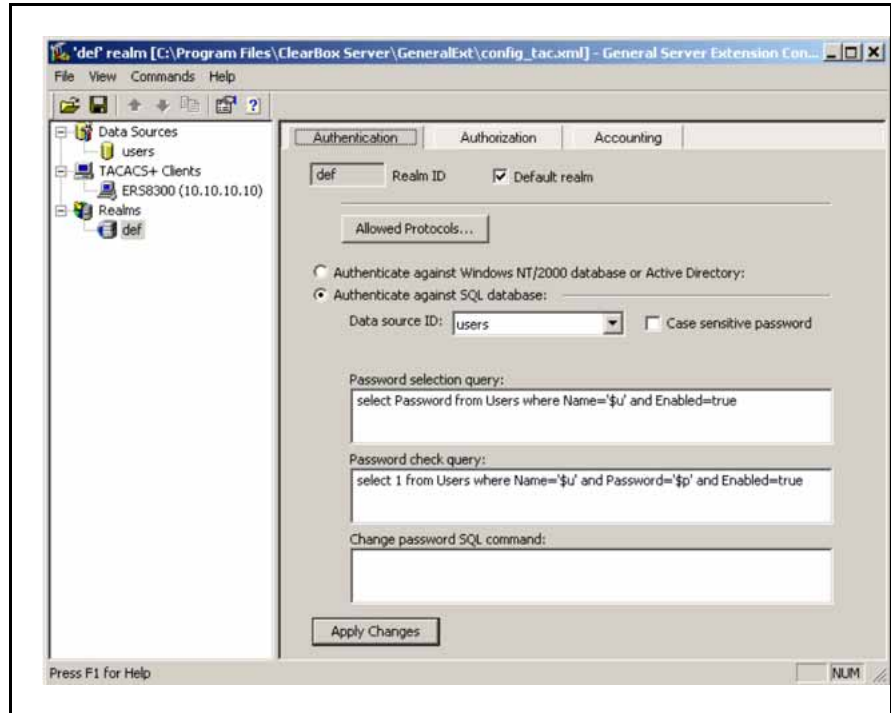 'def' realm [C:\Program Files\ClearBox Server\GeneralExt\config_tac.xml] - General Server Extension Con...
File View Commands Help
Data Sources
users
TACACS+ Clients
ERS8300 (10.10.10.10)
Realms
def
Authentication Authorization Accounting
def Realm ID Default realm
Allowed Protocols...
Authenticate against Windows NT/2000 database or Active Directory:
Authenticate against SQL database:
Data source ID: users Case sensitive password
Password selection query:
select Password from Users where Name='$u' and Enabled=true
Password check query:
select 1 from Users where Name='$u' and Password='$p' and Enabled=true
Change password SQL command:
Apply Changes
Press F1 for Help NUM